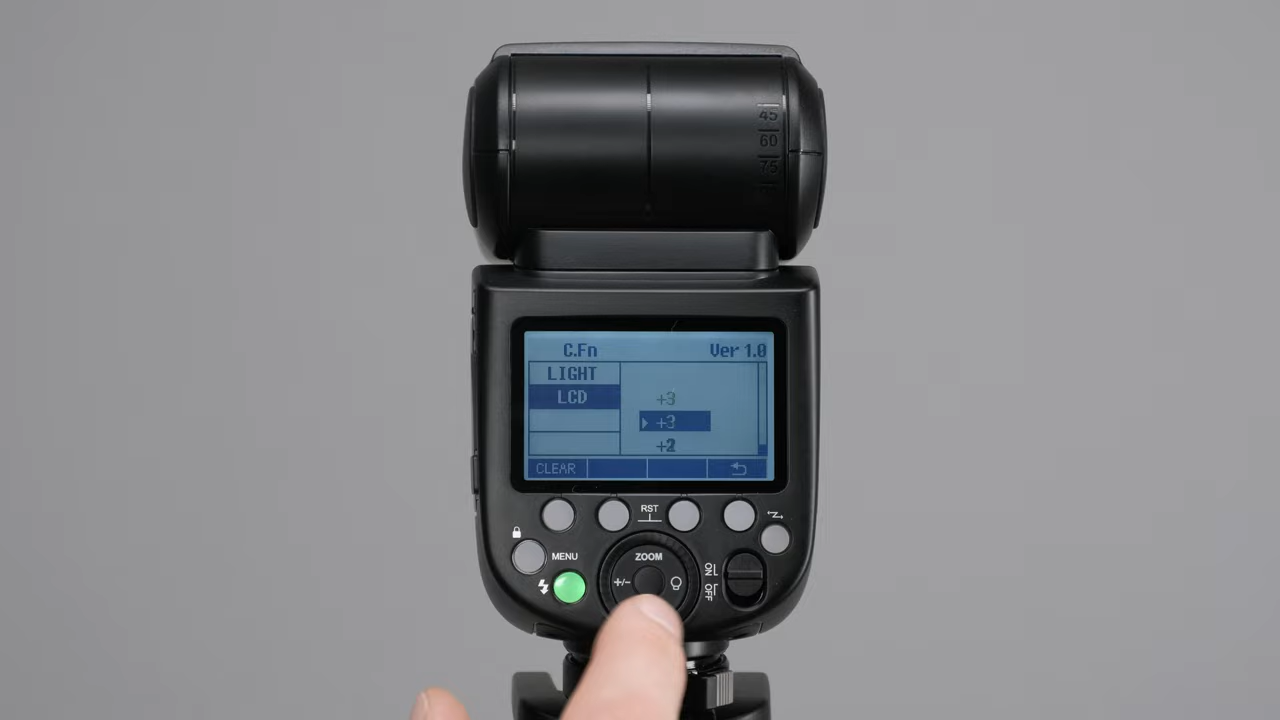 45
60
75
C.Fn Ver 1.0
LIGHT
LCD
+3
+3
+2
CLEAR
RST
MENU
ZOOM
+/-
ON
OFF